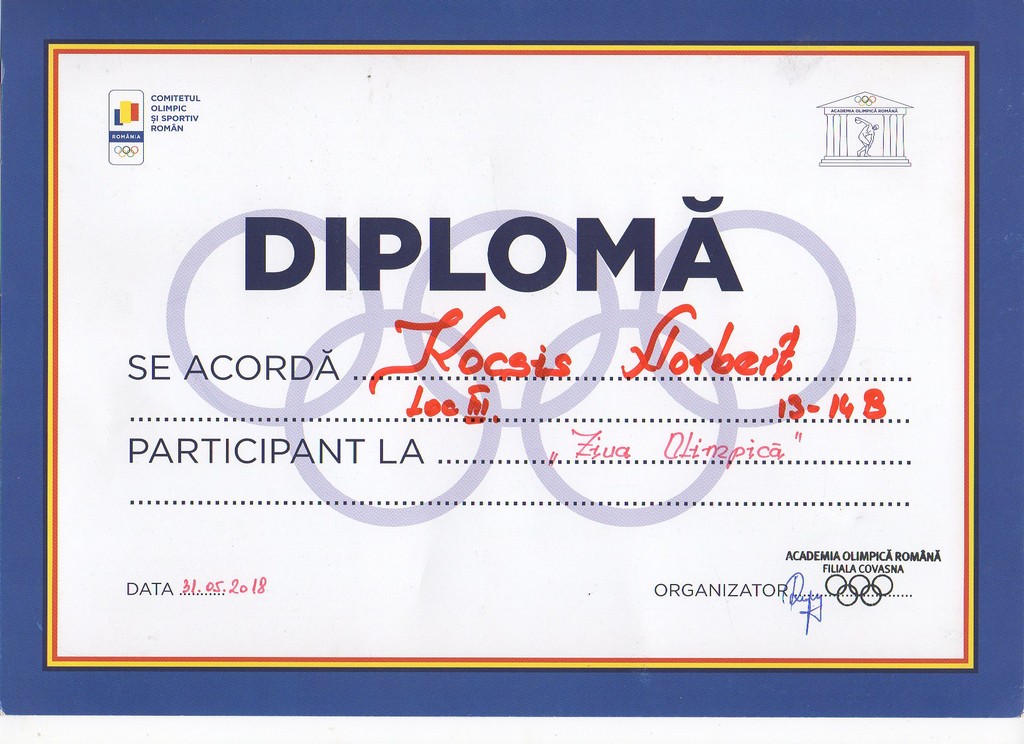 COMITETUL
OLIMPIC
ȘI SPORTIV
ROMÂN
ROMÂNIA
ACADEMIA OLIMPICĂ ROMÂNĂ
DIPLOMĂ
SE ACORDĂ Kocsis Norbert
Loc III. 13-14 B
PARTICIPANT LA „Ziua Olimpică"
ACADEMIA OLIMPICĂ ROMÂNĂ
FILIALA COVASNA
DATA 31.05.2018 ORGANIZATOR